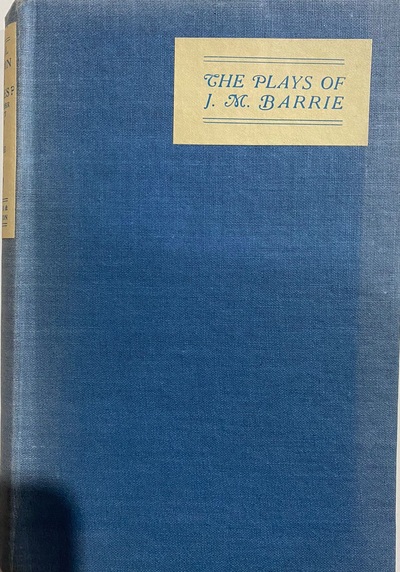 THE PLAYS OF
J. M. BARRIE